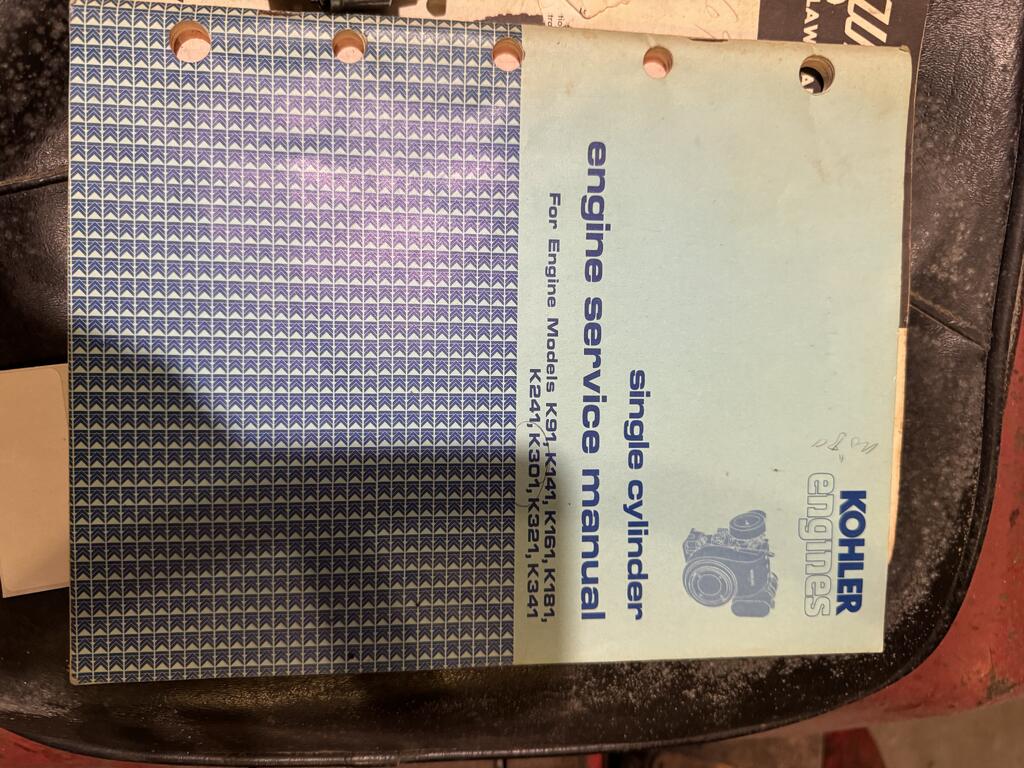 KOHLER
engines
single cylinder
engine service manual
For Engine Models K91, K141, K161, K181,
K241, K301, K321, K341